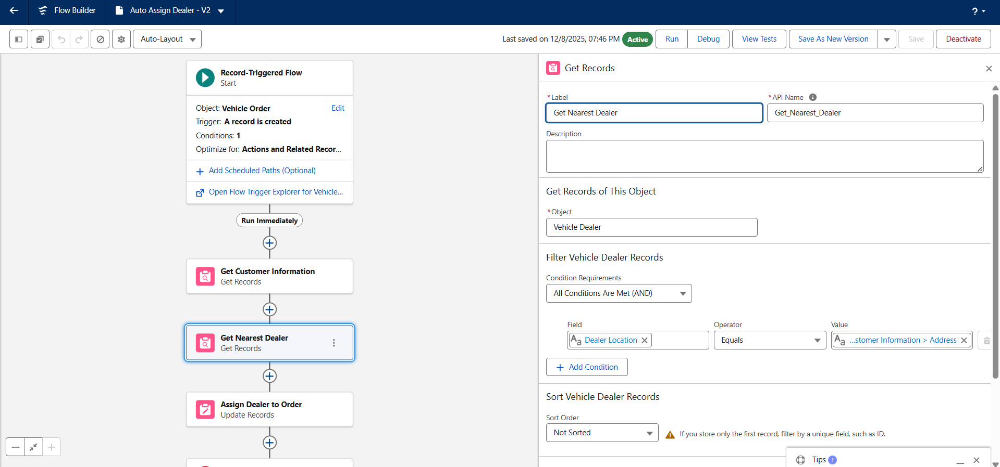 Flow Builder
Auto Assign Dealer - V2
?
Auto-Layout
Last saved on 12/8/2025, 07:46 PM
Active
Run
Debug
View Tests
Save As New Version
Save
Deactivate
Record-Triggered Flow
Start
Object: Vehicle Order
Edit
Trigger: A record is created
Conditions: 1
Optimize for: Actions and Related Recor...
Add Scheduled Paths (Optional)
Open Flow Trigger Explorer for Vehicle...
Run Immediately
Get Customer Information
Get Records
Get Nearest Dealer
Get Records
Assign Dealer to Order
Update Records
Get Records
*Label
*API Name
Get Nearest Dealer
Get_Nearest_Dealer
Description
Get Records of This Object
*Object
Vehicle Dealer
Filter Vehicle Dealer Records
Condition Requirements
All Conditions Are Met (AND)
Field
Operator
Value
Aa Dealer Location
Equals
Aa ...stomer Information > Address
Add Condition
Sort Vehicle Dealer Records
Sort Order
Not Sorted
If you store only the first record, filter by a unique field, such as ID.
Tips 1